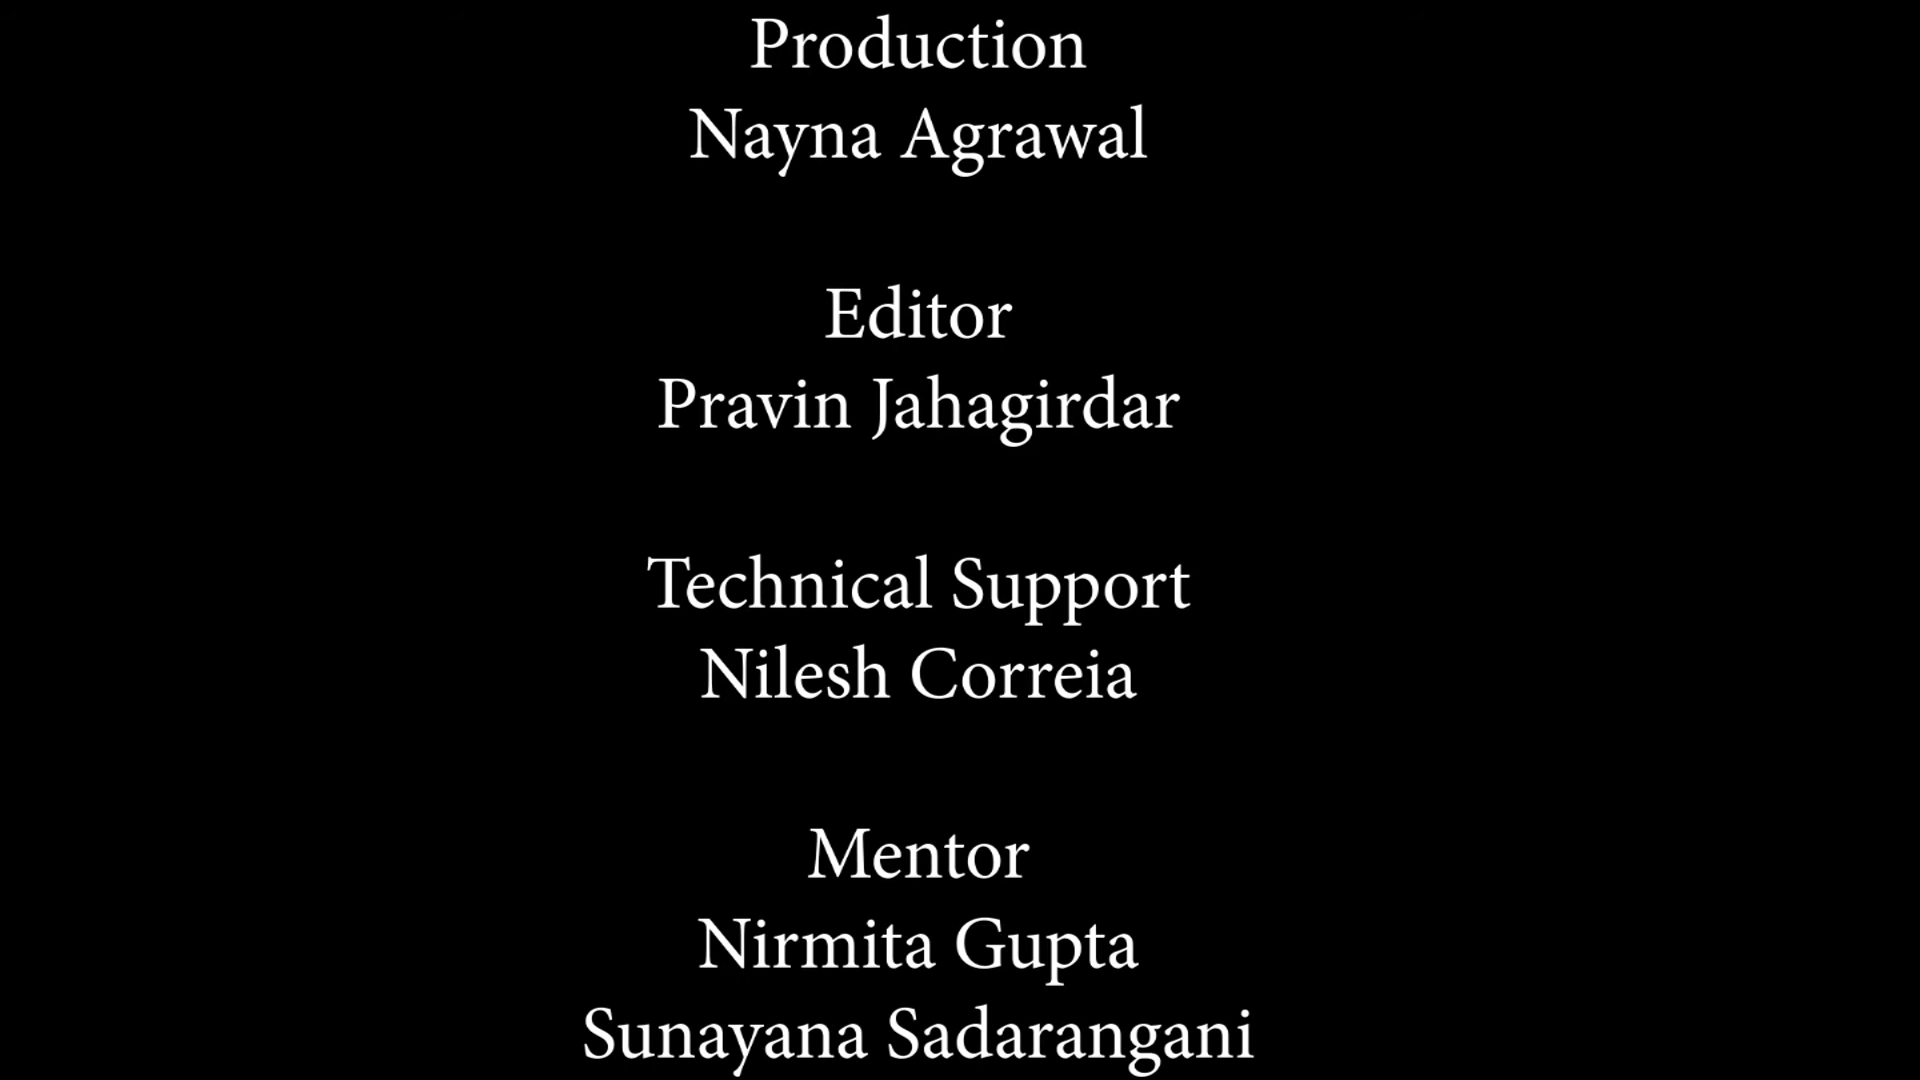 Production
Nayna Agrawal
Editor
Pravin Jahagirdar
Technical Support
Nilesh Correia
Mentor
Nirmita Gupta
Sunayana Sadarangani